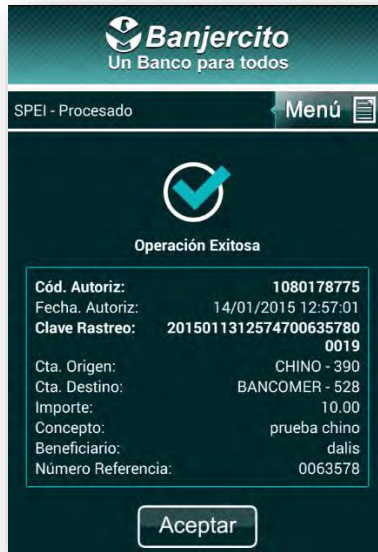 Banjercito
Un Banco para todos
SPEI - Procesado
Menú
Operación Exitosa
Cód. Autoriz: 1080178775
Fecha. Autoriz: 14/01/2015 12:57:01
Clave Rastreo: 2015011312574700635780
0019
Cta. Origen: CHINO - 390
Cta. Destino: BANCOMER - 528
Importe: 10.00
Concepto: prueba chino
Beneficiario: dalis
Número Referencia: 0063578
Aceptar